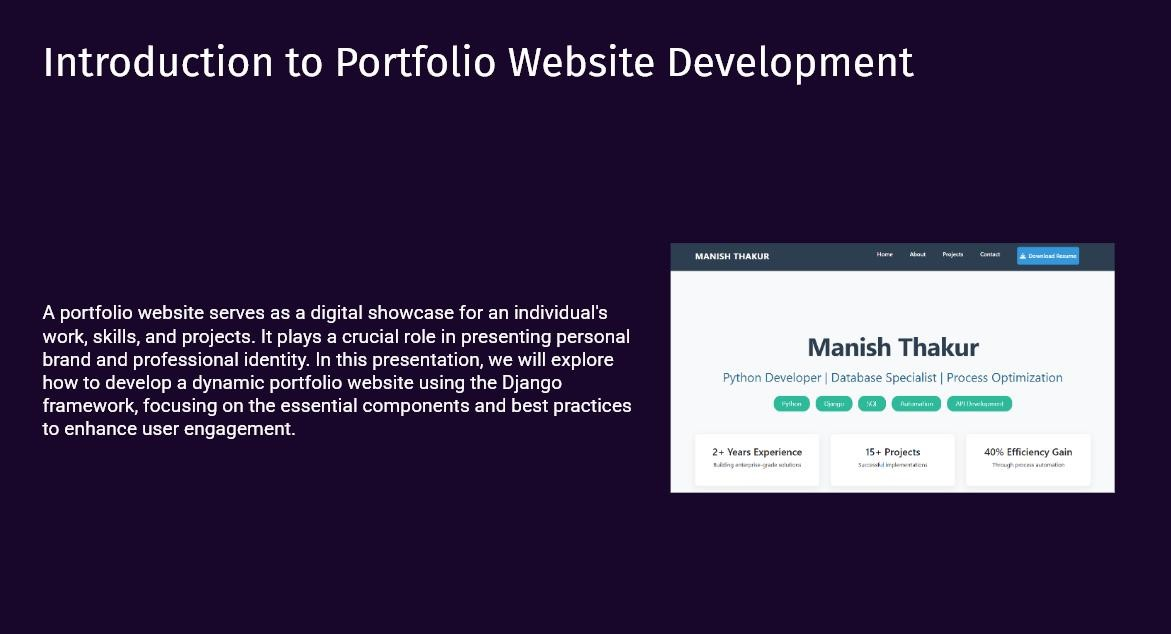 Introduction to Portfolio Website Development
A portfolio website serves as a digital showcase for an individual's
work, skills, and projects. It plays a crucial role in presenting personal
brand and professional identity. In this presentation, we will explore
how to develop a dynamic portfolio website using the Django
framework, focusing on the essential components and best practices
to enhance user engagement.
MANISH THAKUR Home About Projects Contact Download Resume
Manish Thakur
Python Developer | Database Specialist | Process Optimization
Python Django SQL Automation API Development
2+ Years Experience 15+ Projects 40% Efficiency Gain
Building enterprise-grade solutions Successful implementations Through process automation